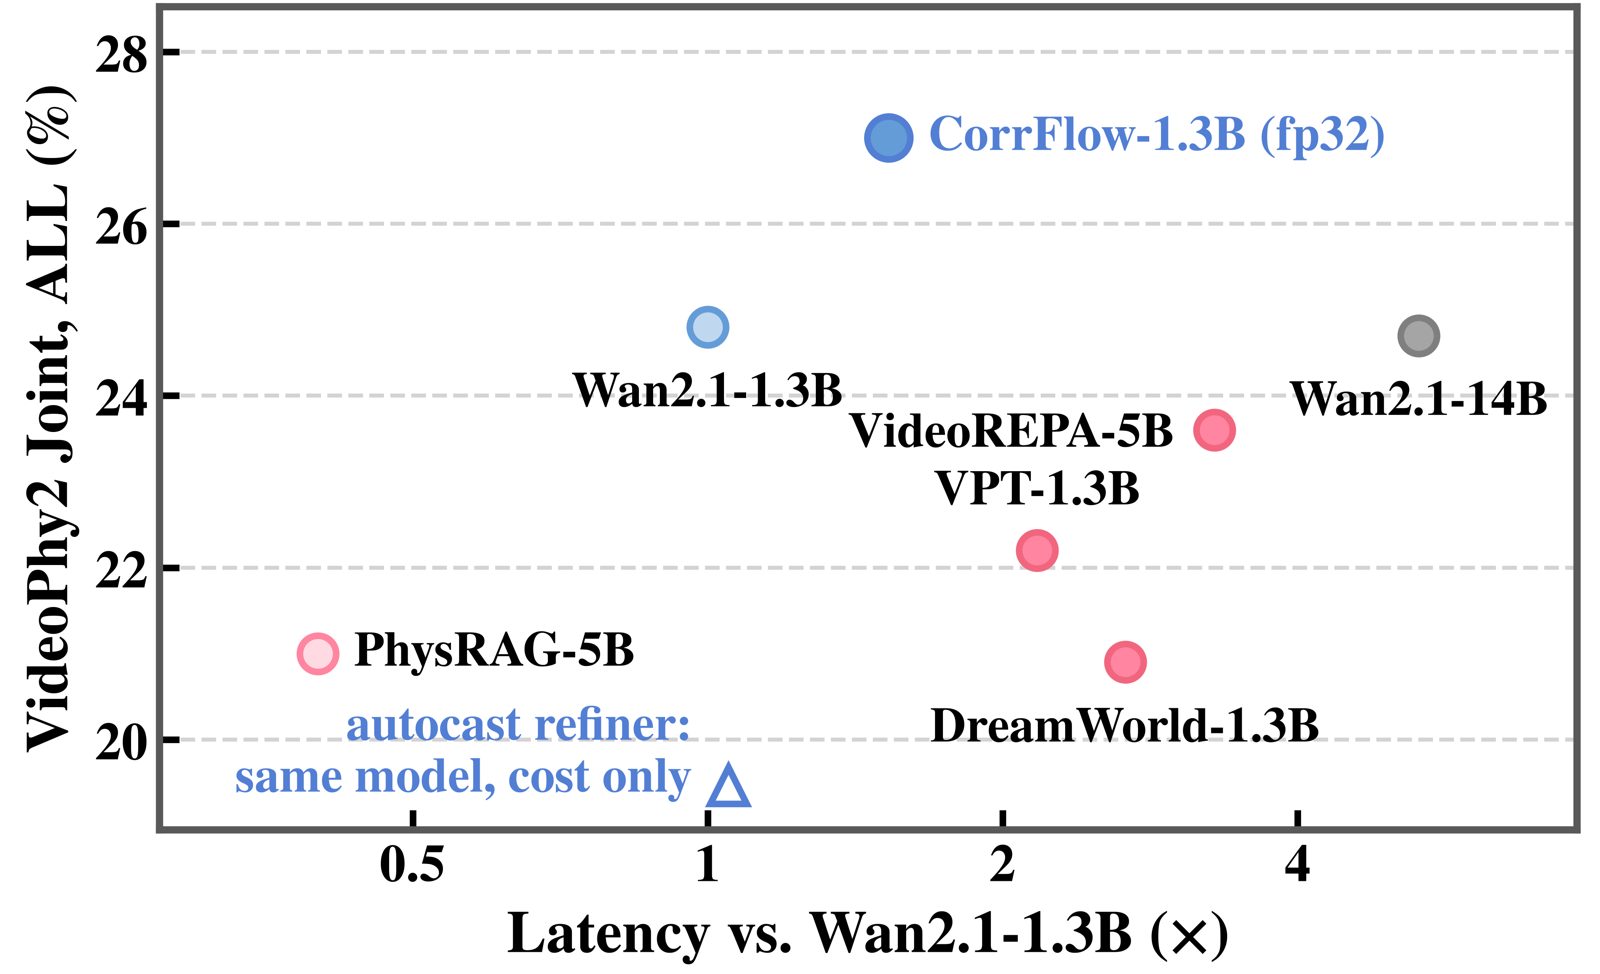 VideoPhy2 Joint, ALL (%)
28
26
24
22
20
CorrFlow-1.3B (fp32)
Wan2.1-1.3B
Wan2.1-14B
VideoREPA-5B
VPT-1.3B
PhysRAG-5B
DreamWorld-1.3B
autocast refiner:
same model, cost only
0.5
1
2
4
Latency vs. Wan2.1-1.3B (×)